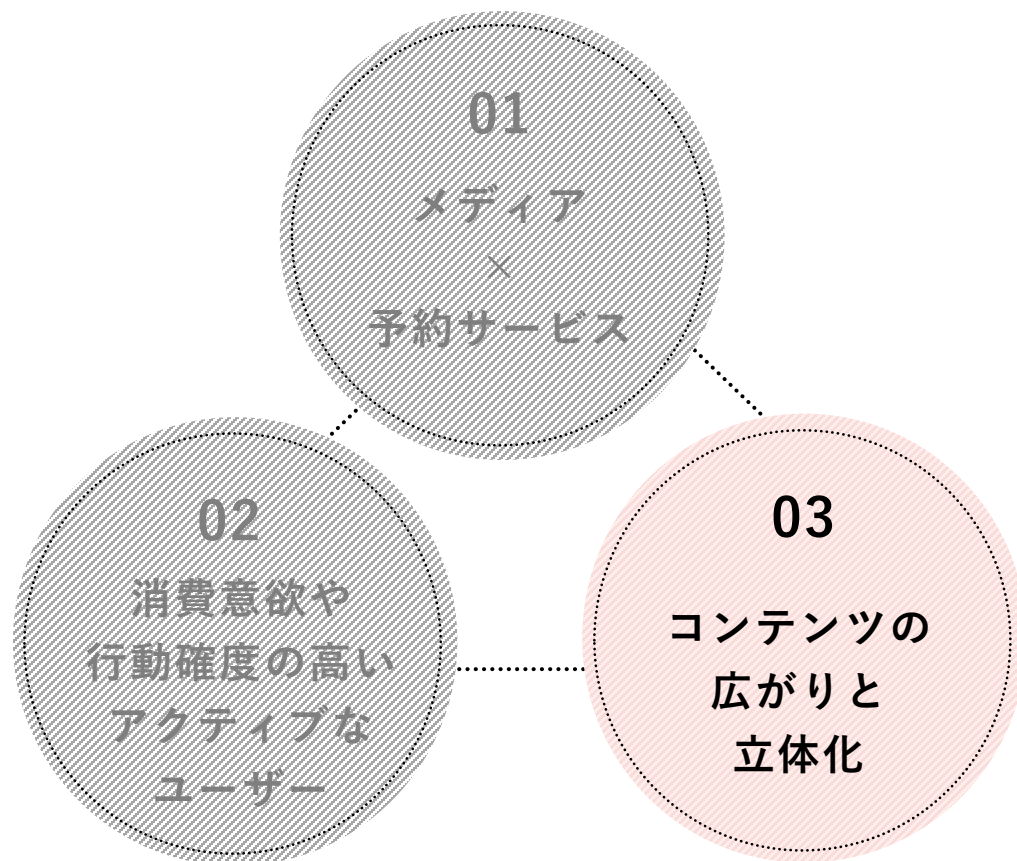 01
メディア
×
予約サービス
02
消費意欲や
行動確度の高い
アクティブな
ユーザー
03
コンテンツの
広がりと
立体化